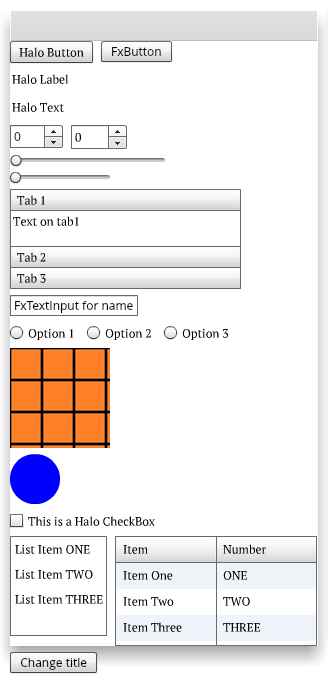 Halo Button FxButton
Halo Label
Halo Text
0 0
Tab 1
Text on tab1
Tab 2
Tab 3
FxTextInput for name
Option 1 Option 2 Option 3
This is a Halo CheckBox
List Item ONE
List Item TWO
List Item THREE
Item Number
Item One ONE
Item Two TWO
Item Three THREE
Change title